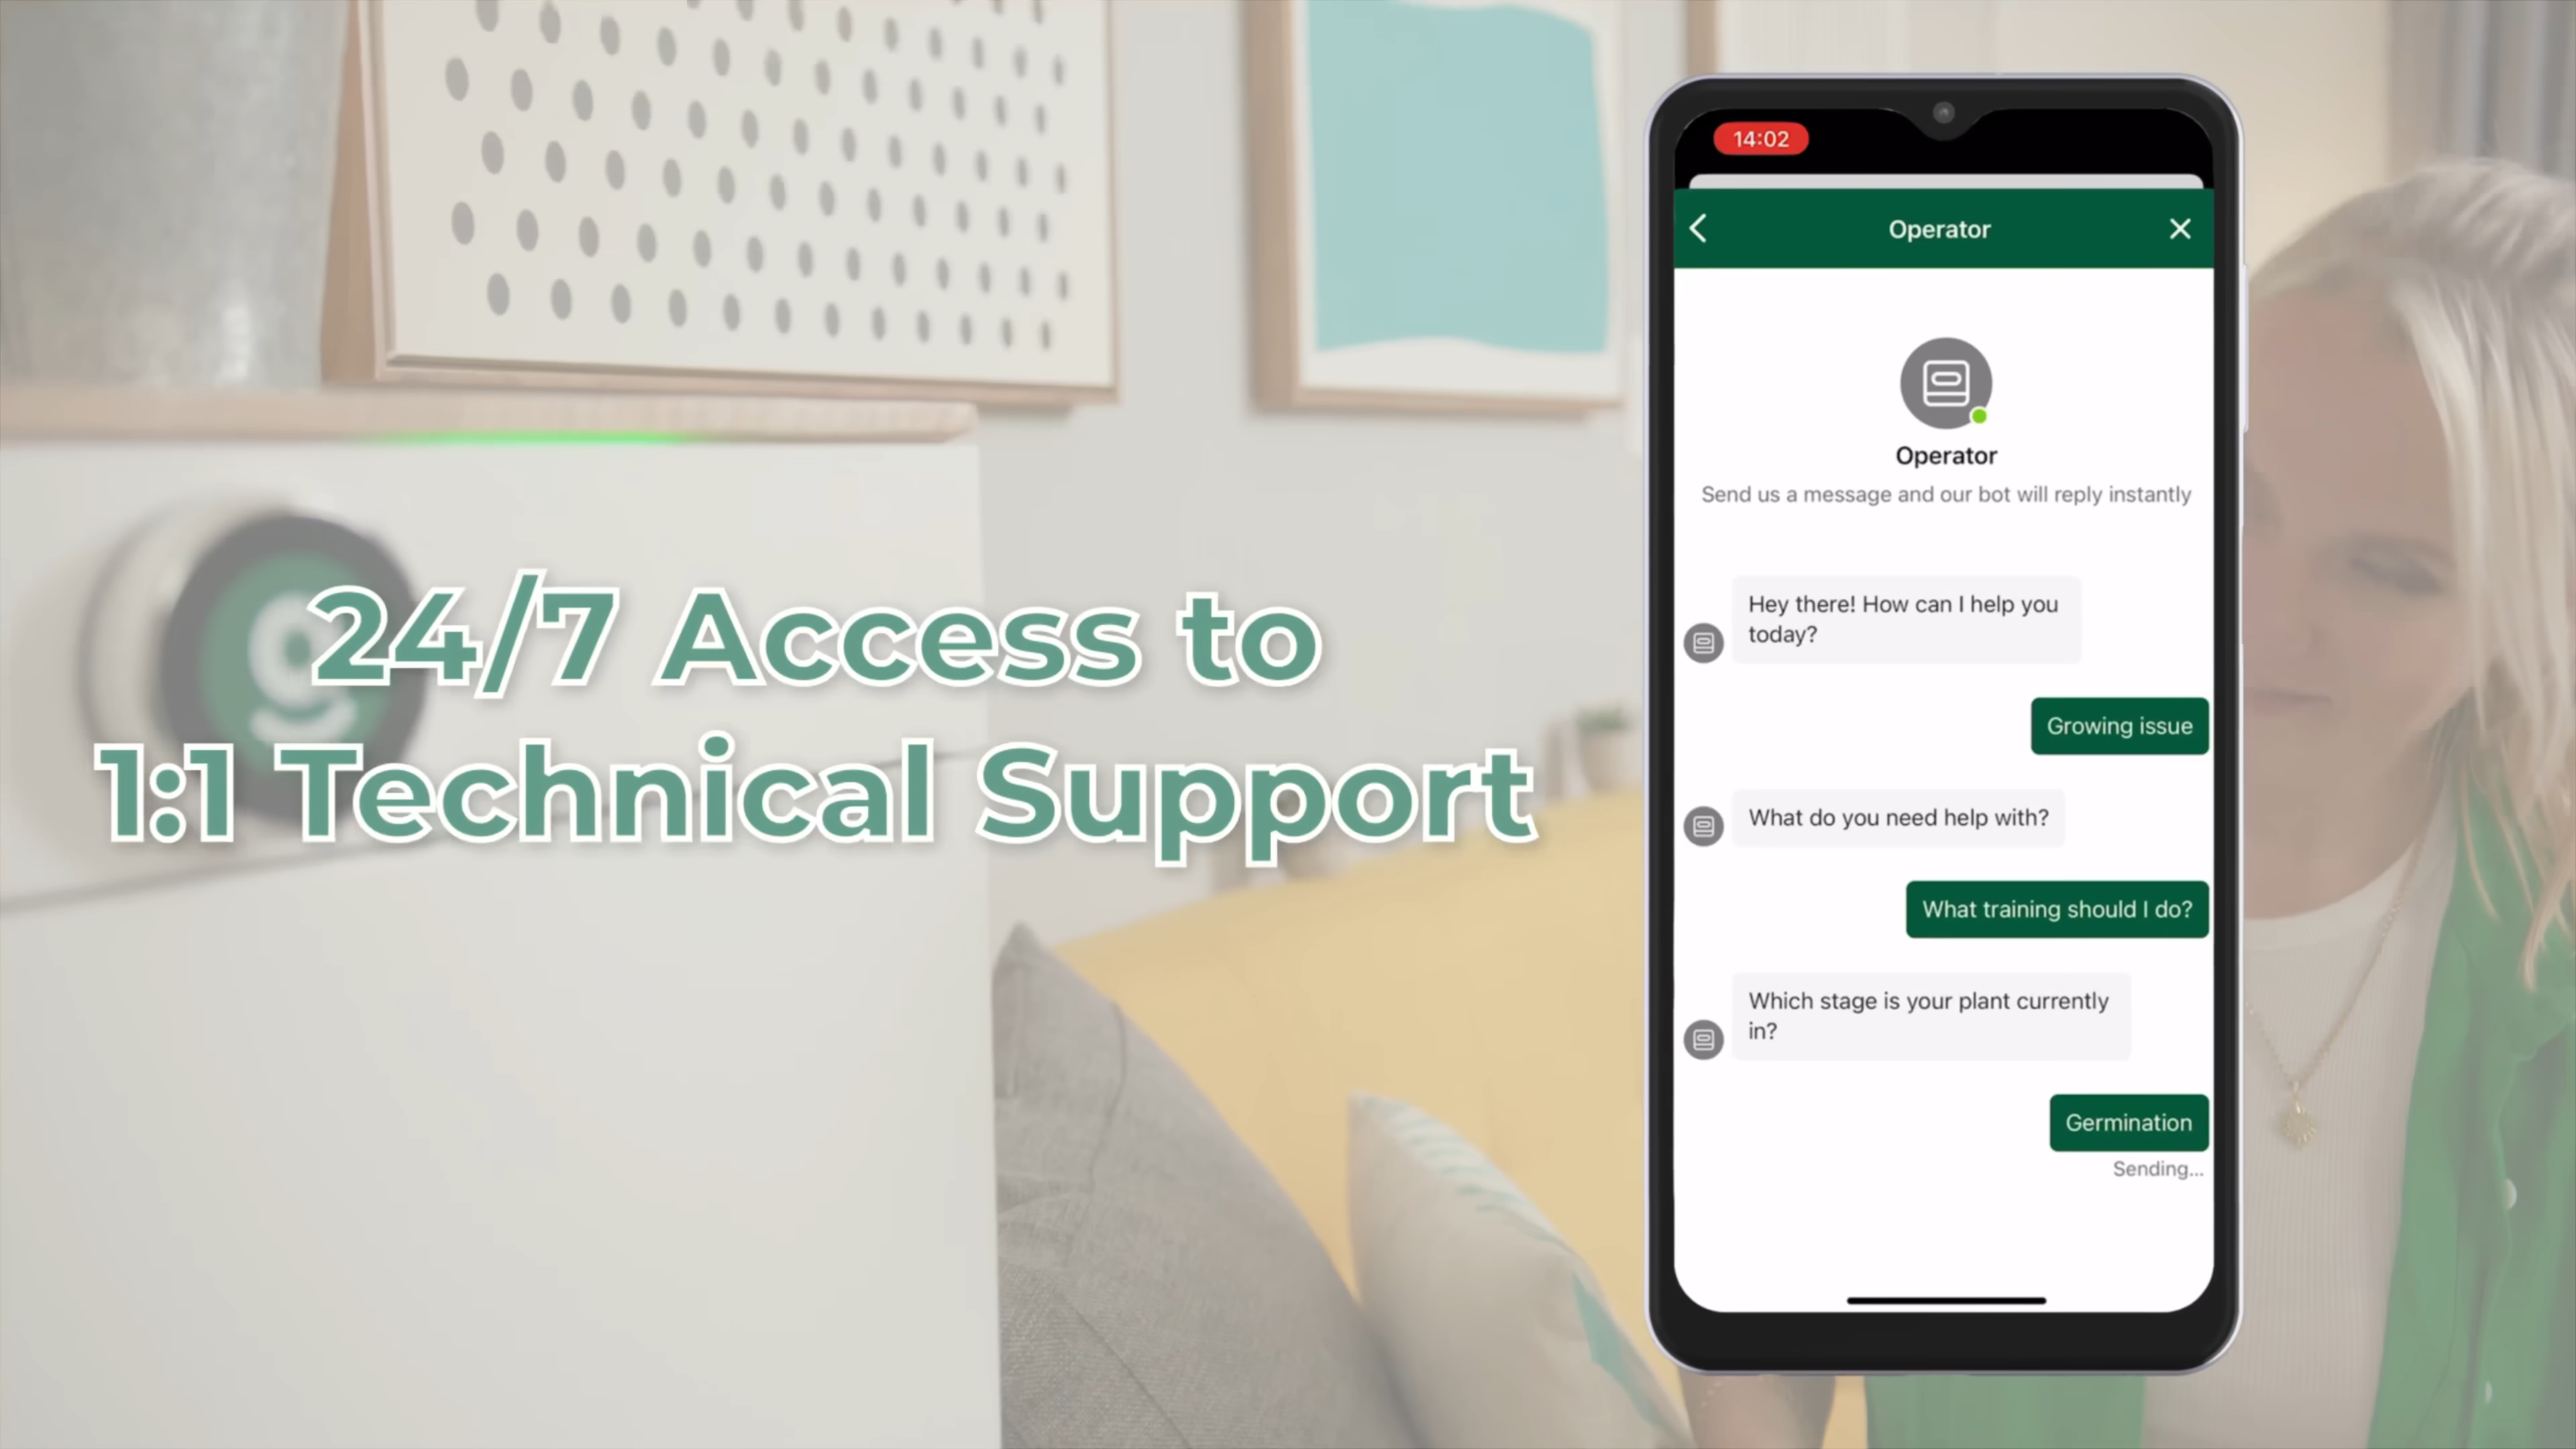 24/7 Access to
1:1 Technical Support
14:02
Operator
Operator
Send us a message and our bot will reply instantly
Hey there! How can I help you
today?
Growing issue
What do you need help with?
What training should I do?
Which stage is your plant currently
in?
Germination
Sending...